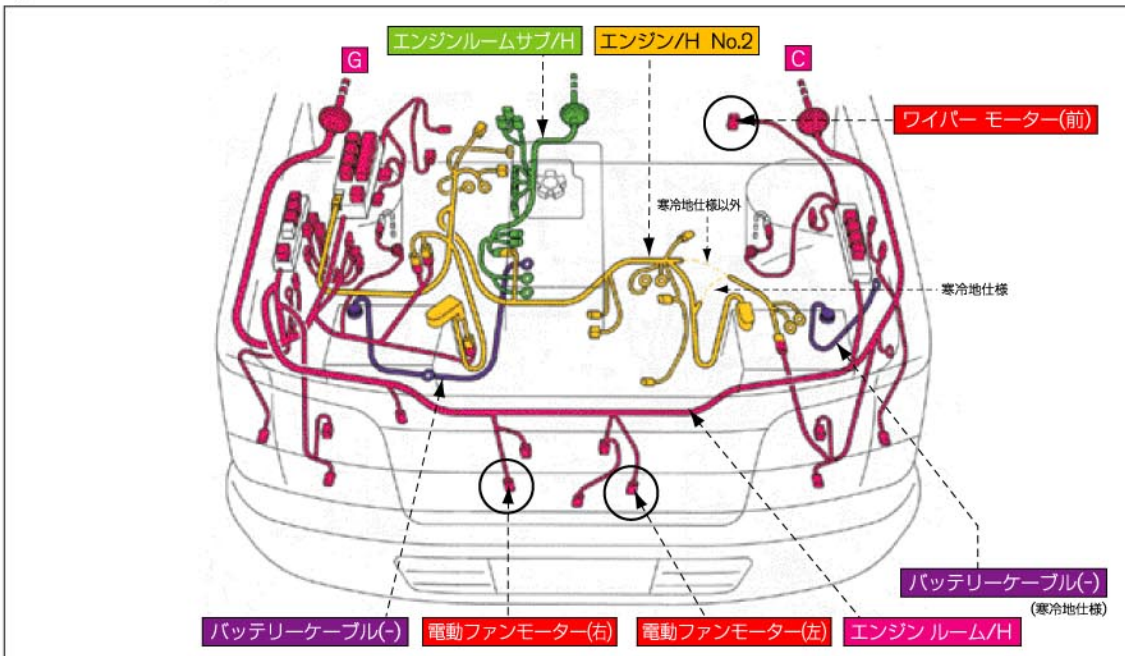 エンジンルームサブ/H
エンジン/H No.2
G
C
ワイパー モーター(前)
寒冷地仕様以外
寒冷地仕様
バッテリーケーブル(-)
(寒冷地仕様)
バッテリーケーブル(-)
電動ファンモーター(右)
電動ファンモーター(左)
エンジン ルーム/H